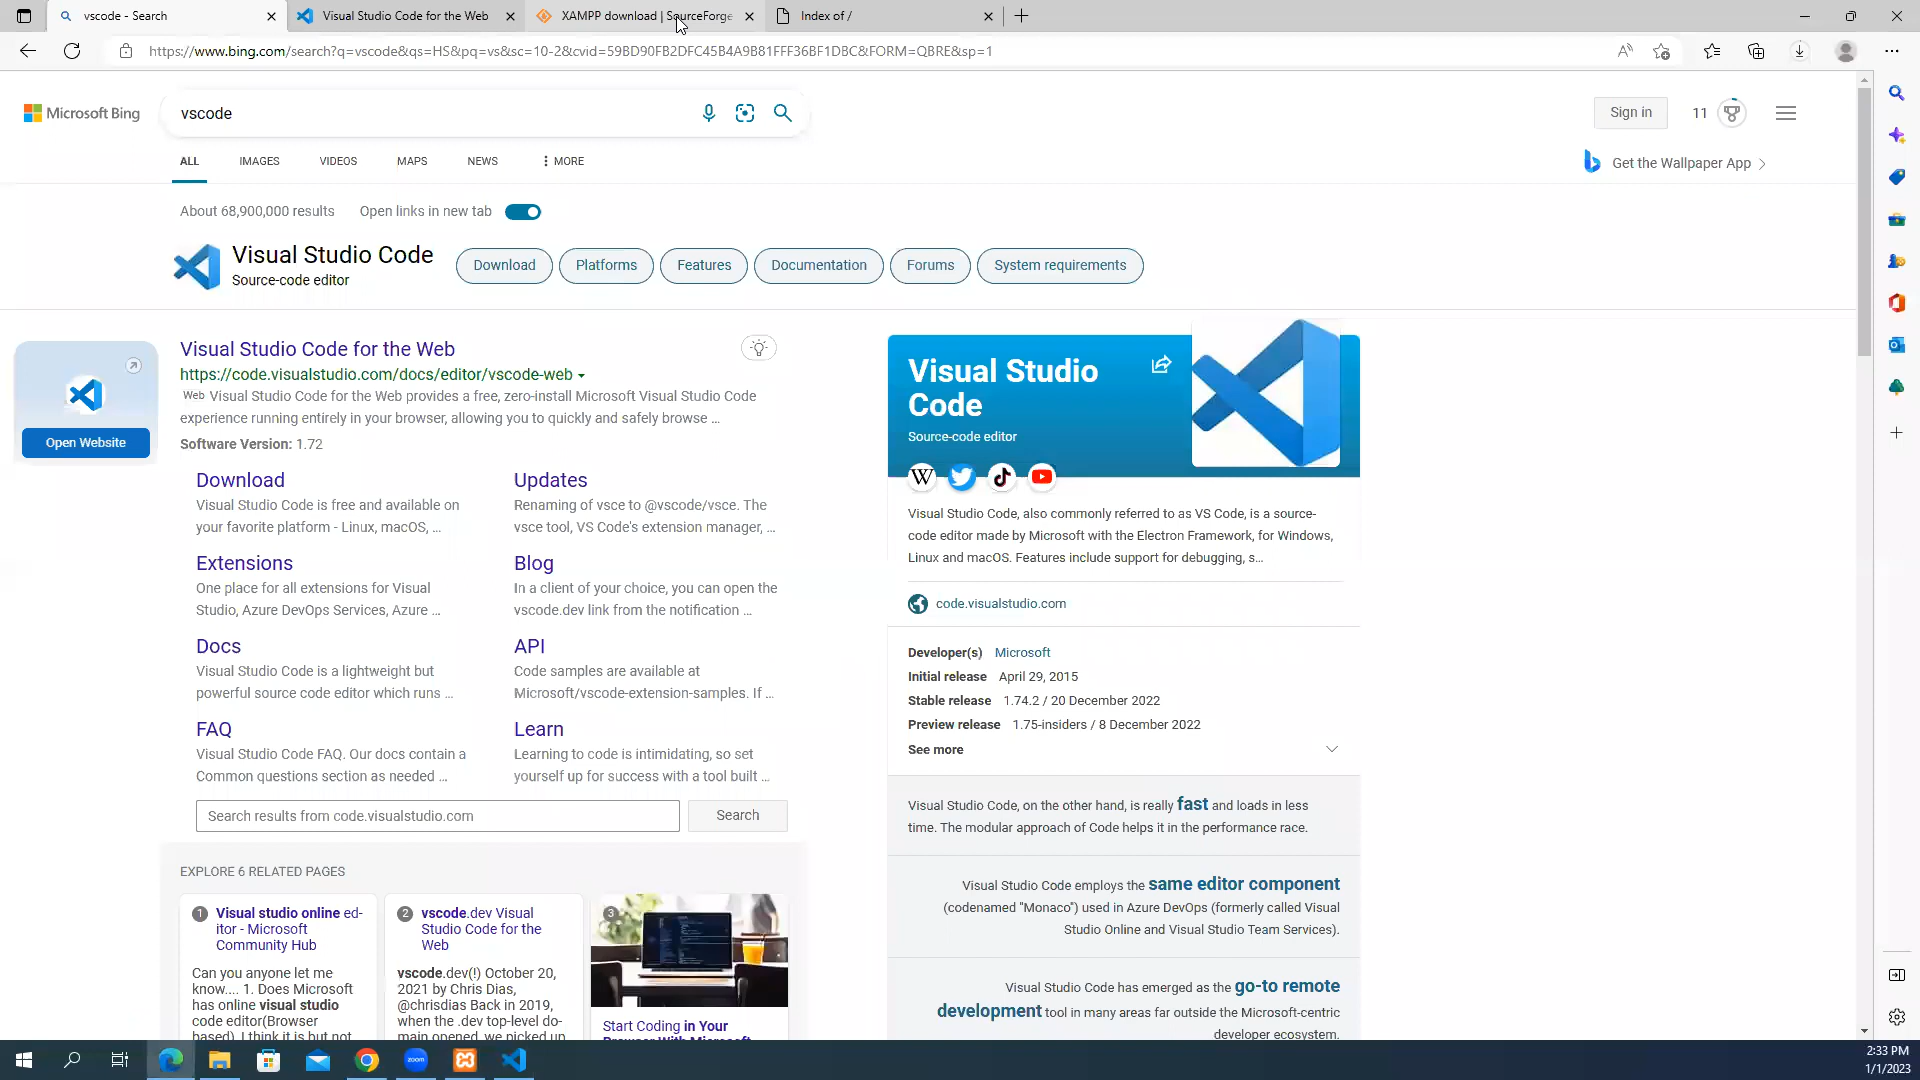 vscode - Search
Visual Studio Code for the Web
XAMPP download | SourceForge
Index of /
https://www.bing.com/search?q=vscode&qs=HS&pq=vs&sc=10-2&cvid=59BD90FB2DFC45B4A9B81FFF36BF1DBC&FORM=QBRE&sp=1
Microsoft Bing
vscode
Sign in
11
ALL
IMAGES
VIDEOS
MAPS
NEWS
MORE
Get the Wallpaper App
About 68,900,000 results
Open links in new tab
Visual Studio Code
Source-code editor
Download
Platforms
Features
Documentation
Forums
System requirements
Open Website
Visual Studio Code for the Web
https://code.visualstudio.com/docs/editor/vscode-web
Web Visual Studio Code for the Web provides a free, zero-install Microsoft Visual Studio Code
experience running entirely in your browser, allowing you to quickly and safely browse ...
Software Version: 1.72
Download
Visual Studio Code is free and available on
your favorite platform - Linux, macOS, ...
Updates
Renaming of vsce to @vscode/vsce. The
vsce tool, VS Code's extension manager, ...
Extensions
One place for all extensions for Visual
Studio, Azure DevOps Services, Azure ...
Blog
In a client of your choice, you can open the
vscode.dev link from the notification ...
Docs
Visual Studio Code is a lightweight but
powerful source code editor which runs ...
API
Code samples are available at
Microsoft/vscode-extension-samples. If ...
FAQ
Visual Studio Code FAQ. Our docs contain a
Common questions section as needed ...
Learn
Learning to code is intimidating, so set
yourself up for success with a tool built ...
Search results from code.visualstudio.com
Search
EXPLORE 6 RELATED PAGES
1
Visual studio online ed-
itor - Microsoft
Community Hub
Can you anyone let me
know.... 1. Does Microsoft
has online visual studio
code editor(Browser
based). I think it is but not
2
vscode.dev Visual
Studio Code for the
Web
vscode.dev(!) October 20,
2021 by Chris Dias,
@chrisdias Back in 2019,
when the .dev top-level do-
main opened, we picked up
3
Start Coding in Your
Browser With Microsoft
Visual Studio
Code
Source-code editor
W
Visual Studio Code, also commonly referred to as VS Code, is a source-
code editor made by Microsoft with the Electron Framework, for Windows,
Linux and macOS. Features include support for debugging, s...
code.visualstudio.com
Developer(s) Microsoft
Initial release April 29, 2015
Stable release 1.74.2 / 20 December 2022
Preview release 1.75-insiders / 8 December 2022
See more
Visual Studio Code, on the other hand, is really fast and loads in less
time. The modular approach of Code helps it in the performance race.
Visual Studio Code employs the same editor component
(codenamed "Monaco") used in Azure DevOps (formerly called Visual
Studio Online and Visual Studio Team Services).
Visual Studio Code has emerged as the go-to remote
development tool in many areas far outside the Microsoft-centric
developer ecosystem.
zoom
2:33 PM
1/1/2023